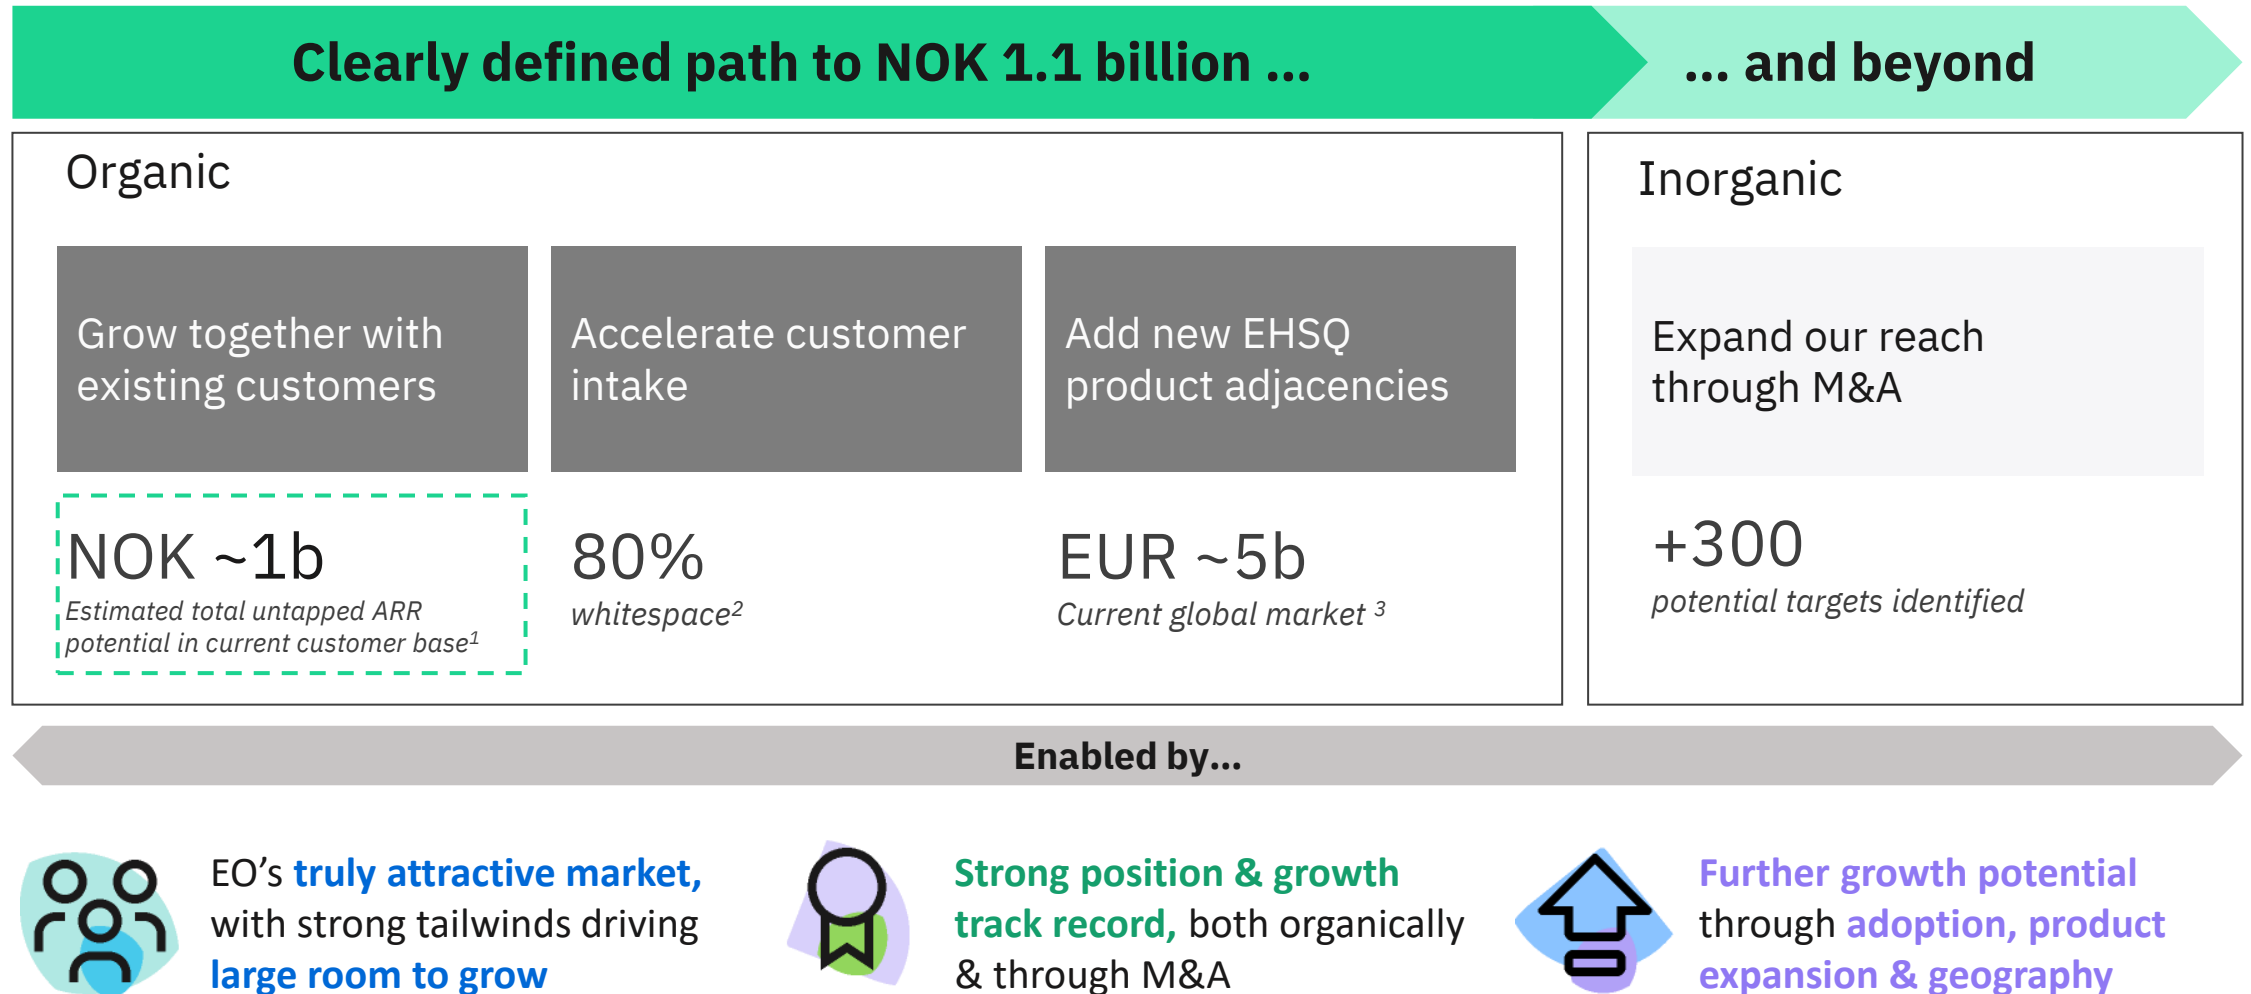 Clearly defined path to NOK 1.1 billion ...
... and beyond
Organic
Grow together with
existing customers
NOK ~1b
Estimated total untapped ARR
potential in current customer base¹
Accelerate customer
intake
80%
whitespace²
Add new EHSQ
product adjacencies
EUR ~5b
Current global market ³
Inorganic
Expand our reach
through M&A
+300
potential targets identified
Enabled by...
EO’s truly attractive market,
with strong tailwinds driving
large room to grow
Strong position & growth
track record, both organically
& through M&A
Further growth potential
through adoption, product
expansion & geography